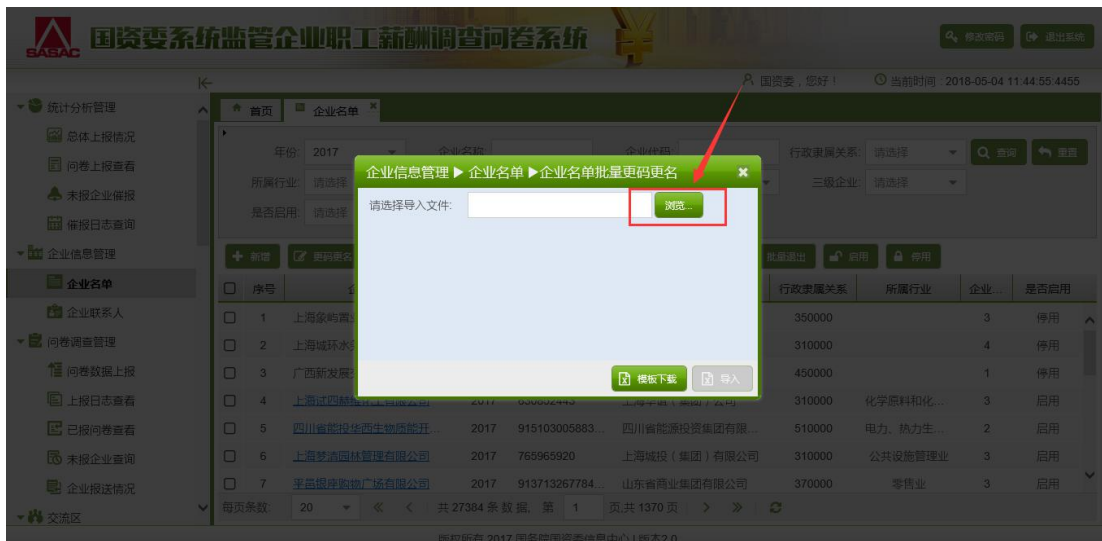 SASAC 国资委系统监管企业职工薪酬调查问卷系统
修改密码 退出系统
国资委，您好！ 当前时间：2018-05-04 11:44:55:4455
统计分析管理
总体上报情况
问卷上报查看
未报企业催报
催报日志查询
企业信息管理
企业名单
企业联系人
问卷调查管理
问卷数据上报
上报日志查看
已报问卷查看
未报企业查询
企业报送情况
交流区
首页 企业名单
年份: 2017 企业名称: 企业代码: 行政隶属关系: 请选择 查询 重置
所属行业: 请选择 三级企业: 请选择
是否启用: 请选择
新增 更码更名 批量退出 启用 停用
企业信息管理 ▶ 企业名单 ▶企业名单批量更码更名
请选择导入文件: 浏览...
模板下载 导入
序号 行政隶属关系 所属行业 企业... 是否启用
1 上海象屿置 350000 3 停用
2 上海城环水 310000 4 停用
3 广西新发展 450000 1 停用
4 2017 310000 化学原料和化... 3 启用
5 四川省能投华西生物质能开... 2017 915103005883... 四川省能源投资集团有限... 510000 电力、热力生... 2 启用
6 上海梦清园林管理有限公司 2017 765965920 上海城投（集团）有限公司 310000 公共设施管理业 3 启用
7 平邑银座购物广场有限公司 2017 913713267784... 山东省商业集团有限公司 370000 零售业 3 启用
每页条数: 20 共 27384 条数据, 第 1 页,共 1370 页
版权所有 2017 国务院国资委信息中心 | 版本2.0